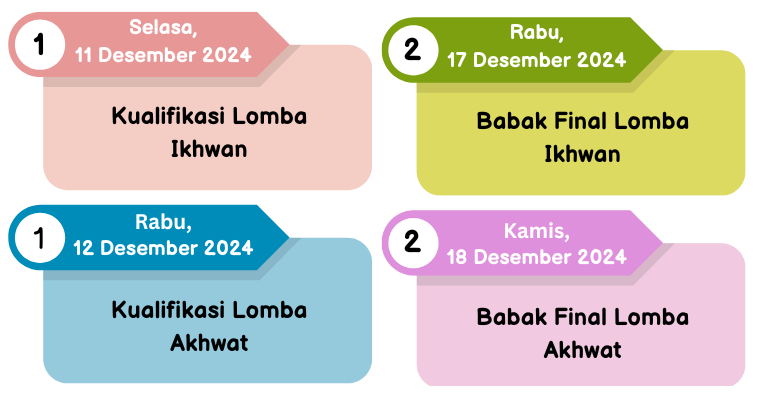 1
Selasa,
11 Desember 2024
Kualifikasi Lomba
Ikhwan
2
Rabu,
17 Desember 2024
Babak Final Lomba
Ikhwan
1
Rabu,
12 Desember 2024
Kualifikasi Lomba
Akhwat
2
Kamis,
18 Desember 2024
Babak Final Lomba
Akhwat